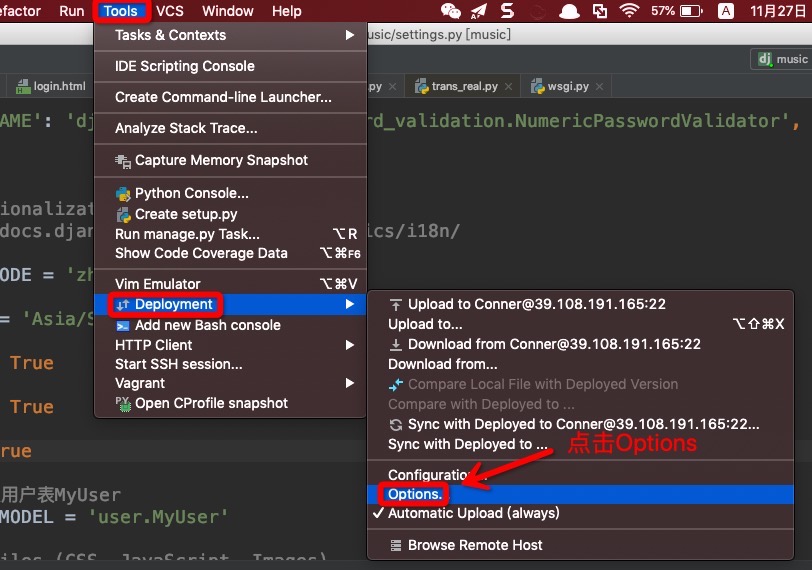 efactor Run Tools VCS Window Help 57% A 11月27日
usic/settings.py [music]
Tasks & Contexts
dj music
IDE Scripting Console
login.html .py trans_real.py wsgi.py
Create Command-line Launcher...
AME': 'dj rd_validation.NumericPasswordValidator',
Analyze Stack Trace...
Capture Memory Snapshot
Python Console...
ionalizat
Create setup.py
docs.djan ics/i18n/
Run manage.py Task... ⌥R
Show Code Coverage Data ⌥⌘F6
ODE = 'zh
Vim Emulator ⌥⌘V
Deployment
= 'Asia/S
Add new Bash console
HTTP Client
True
Start SSH session...
Vagrant
True
Open CProfile snapshot
Upload to Conner@39.108.191.165:22
Upload to... ⌥⇧⌘X
Download from Conner@39.108.191.165:22
Download from...
Compare Local File with Deployed Version
Compare with Deployed to ...
Sync with Deployed to Conner@39.108.191.165:22...
Sync with Deployed to ...
点击Options
rue
Configuration...
用户表MyUser
Options.
MODEL = 'user.MyUser'
✓ Automatic Upload (always)
Browse Remote Host
iles (CSS, JavaScript, Images)